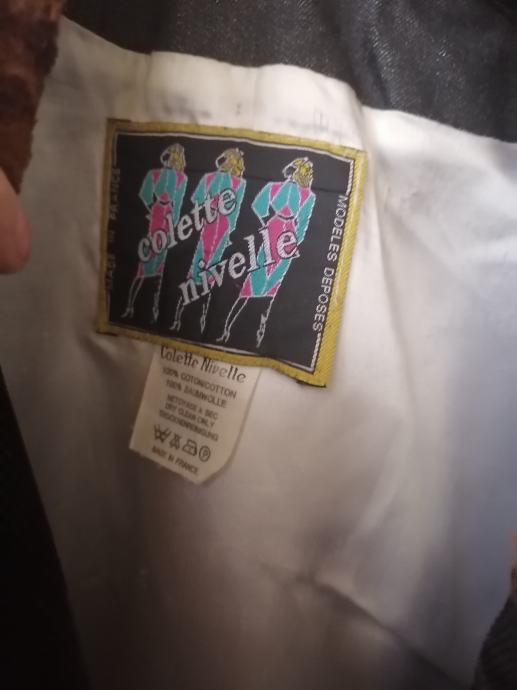 MADE IN FRANCE
colette
nivelle
MODELES DEPOSES
Colette Nivelle
100% COTON/COTTON
100% BAUMWOLLE
NETTOYAGE A SEC
DRY CLEAN ONLY
TROCKENREINIGUNG
P
MADE IN FRANCE